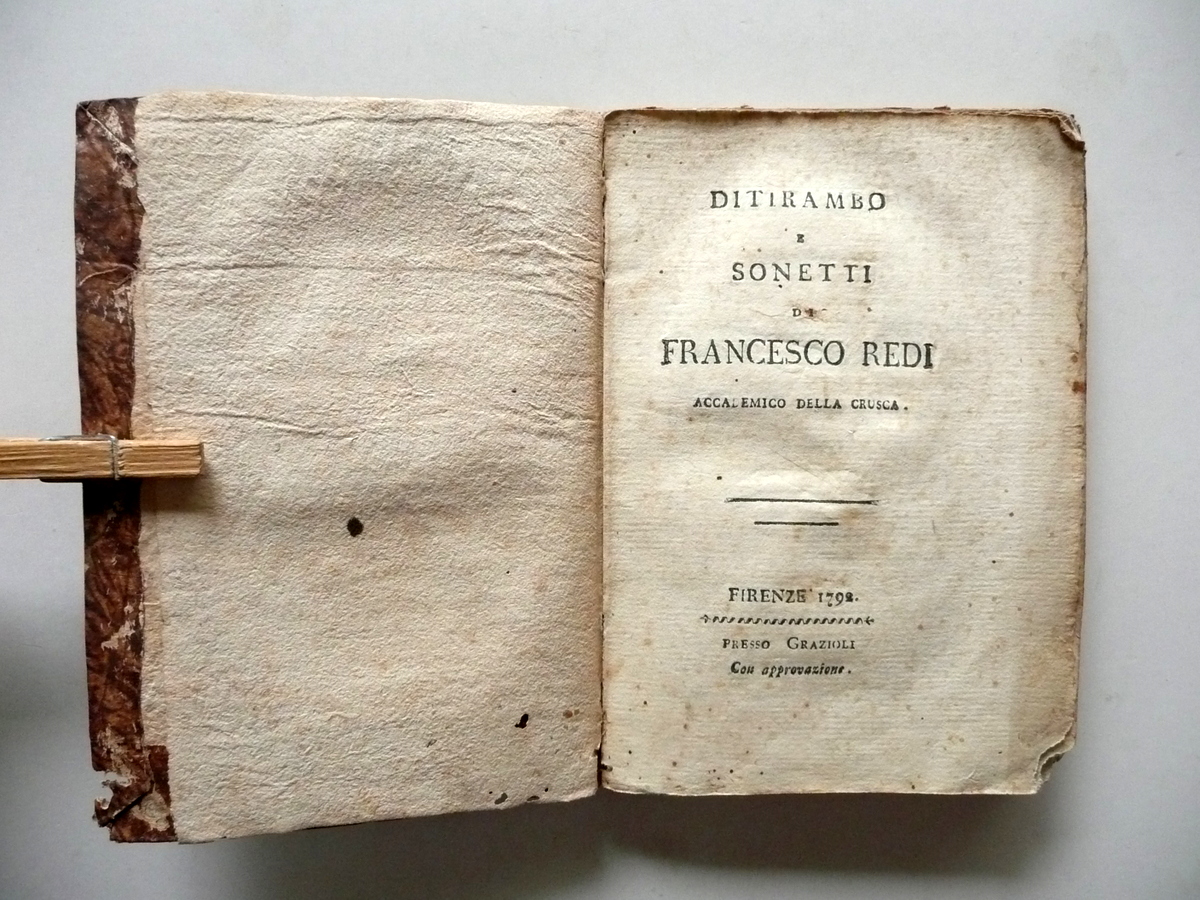 DITIRAMBO
E
SONETTI
DI
FRANCESCO REDI
ACCADEMICO DELLA CRUSCA.
FIRENZE 1792.
PRESSO GRAZIOLI
Con approvazione.